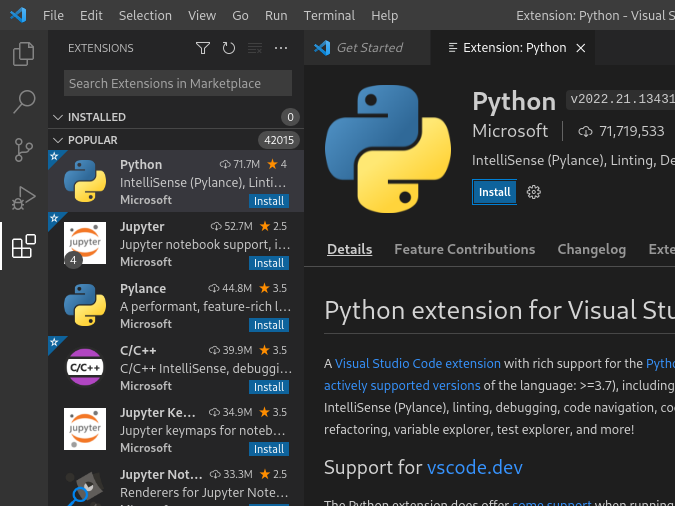 File Edit Selection View Go Run Terminal Help Extension: Python - Visual S
EXTENSIONS
Get Started
Extension: Python
Search Extensions in Marketplace
INSTALLED 0
POPULAR 42015
Python 71.7M 4
IntelliSense (Pylance), Linti…
Microsoft Install
Jupyter 52.7M 2.5
Jupyter notebook support, i…
Microsoft Install
jupyter
4
Pylance 44.8M 3.5
A performant, feature-rich l…
Microsoft Install
C/C++ 39.9M 3.5
C/C++ IntelliSense, debuggi…
Microsoft Install
C/C++
Jupyter Ke… 34.9M 3.5
Jupyter keymaps for noteb…
Microsoft Install
jupyter
Jupyter Not… 33.3M 2.5
Renderers for Jupyter Note…
Python v2022.21.13431
Microsoft 71,719,533
IntelliSense (Pylance), Linting, De
Install
Details Feature Contributions Changelog Exte
Python extension for Visual Stu
A Visual Studio Code extension with rich support for the Pytho
actively supported versions of the language: >=3.7), including
IntelliSense (Pylance), linting, debugging, code navigation, co
refactoring, variable explorer, test explorer, and more!
Support for vscode.dev
The Python extension does offer some support when running